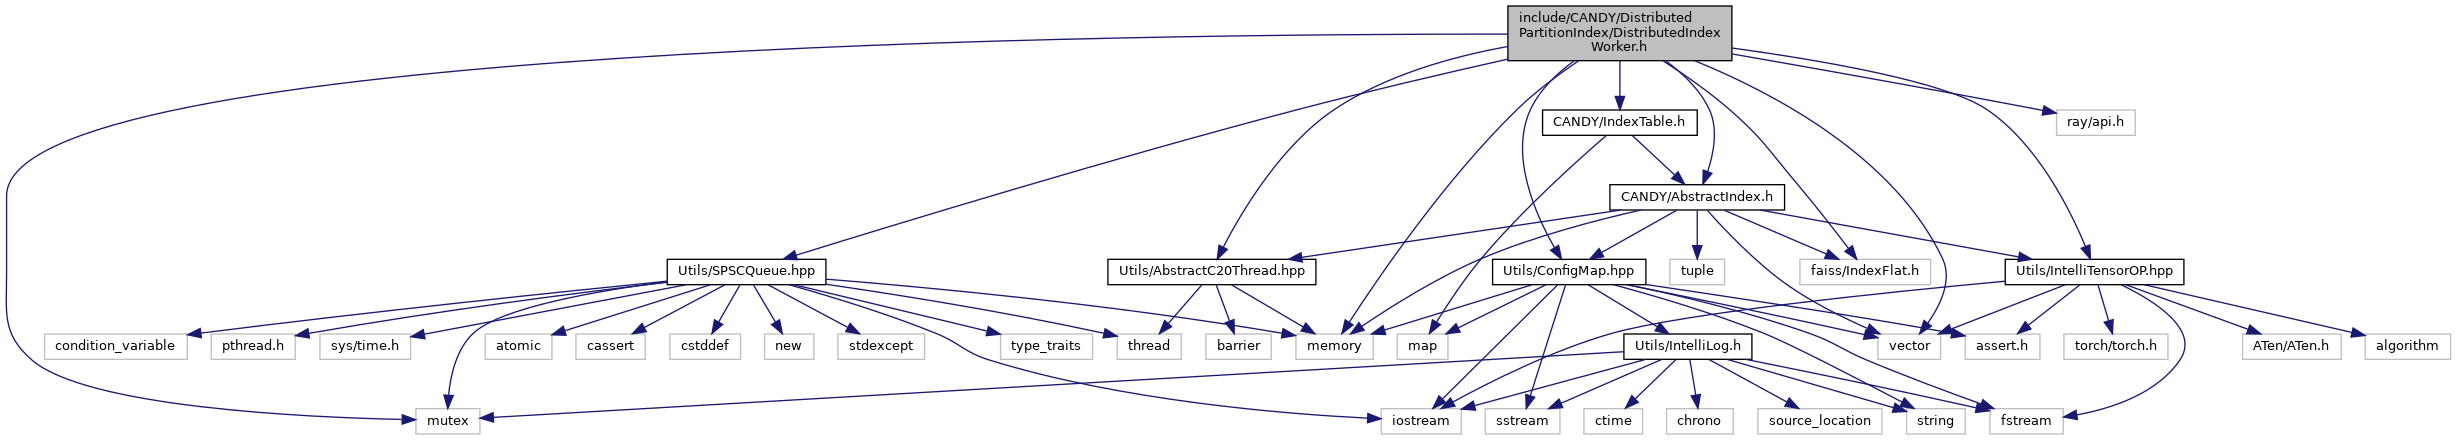 include/CANDY/Distributed
PartitionIndex/DistributedIndex
Worker.h
ray/api.h
CANDY/IndexTable.h
CANDY/AbstractIndex.h
Utils/SPSCQueue.hpp
Utils/AbstractC20Thread.hpp
Utils/ConfigMap.hpp
tuple
faiss/IndexFlat.h
Utils/IntelliTensorOP.hpp
condition_variable
pthread.h
sys/time.h
atomic
cassert
cstddef
new
stdexcept
type_traits
thread
barrier
memory
map
Utils/IntelliLog.h
vector
assert.h
torch/torch.h
ATen/ATen.h
algorithm
mutex
iostream
sstream
ctime
chrono
source_location
string
fstream